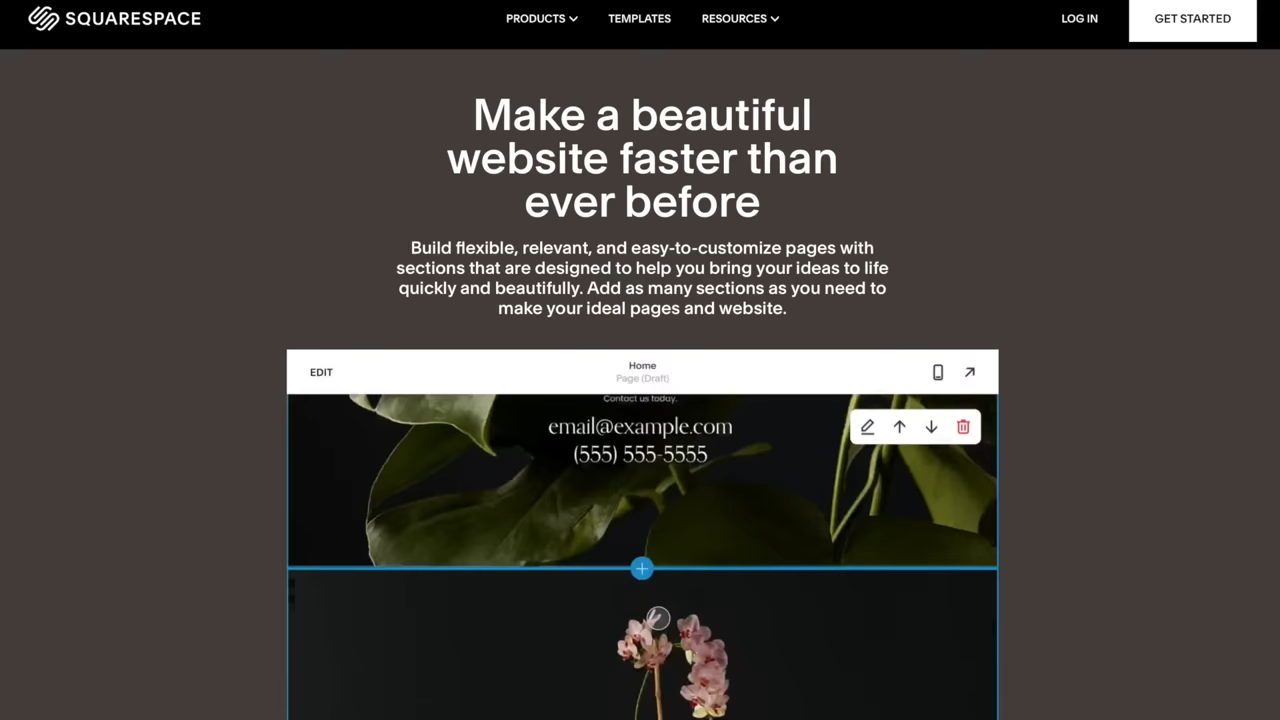 SQUARESPACE
PRODUCTS
TEMPLATES
RESOURCES
LOG IN
GET STARTED
Make a beautiful
website faster than
ever before
Build flexible, relevant, and easy-to-customize pages with
sections that are designed to help you bring your ideas to life
quickly and beautifully. Add as many sections as you need to
make your ideal pages and website.
EDIT
Home
Page (Draft)
Contact us today.
email@example.com
(555) 555-5555